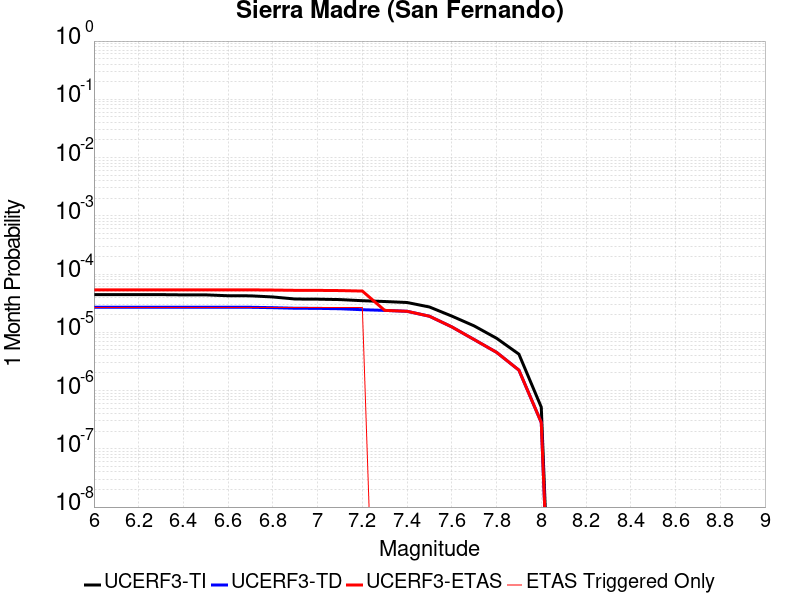 Sierra Madre (San Fernando)
1 Month Probability
10^0
10^-1
10^-2
10^-3
10^-4
10^-5
10^-6
10^-7
10^-8
6 6.2 6.4 6.6 6.8 7 7.2 7.4 7.6 7.8 8 8.2 8.4 8.6 8.8 9
Magnitude
UCERF3-TI UCERF3-TD UCERF3-ETAS ETAS Triggered Only